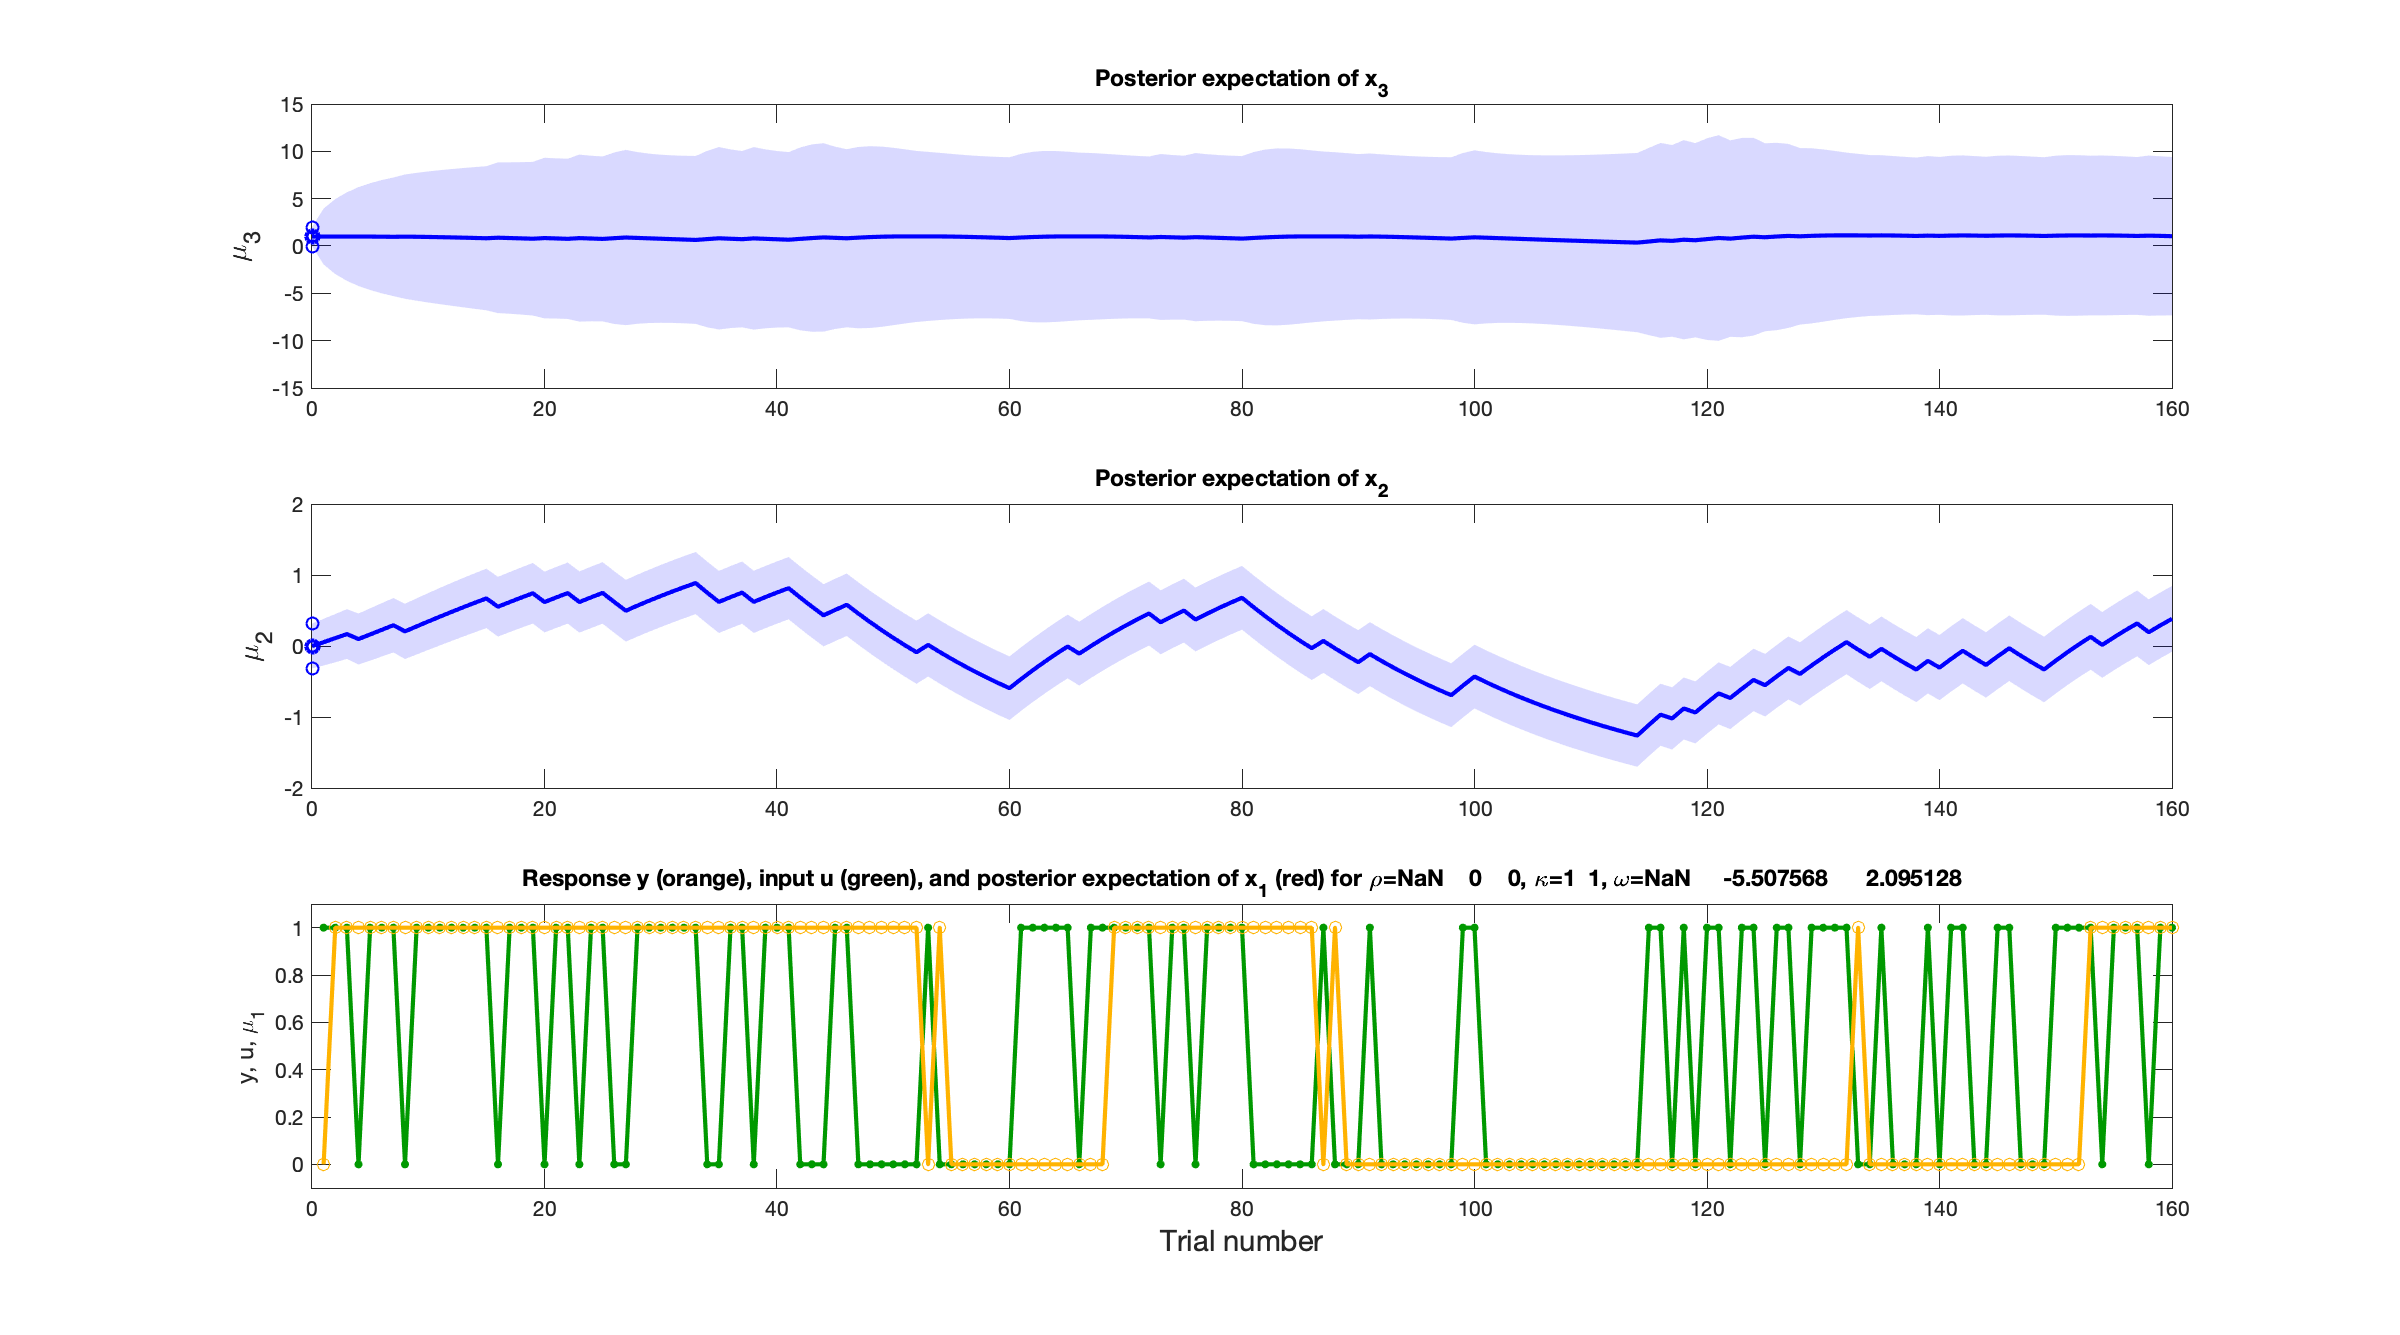 Posterior expectation of x3
15
10
5
0
-5
-10
-15
μ3
0 20 40 60 80 100 120 140 160
Posterior expectation of x2
2
1
0
-1
-2
μ2
0 20 40 60 80 100 120 140 160
Response y (orange), input u (green), and posterior expectation of x1 (red) for ρ=NaN 0 0, κ=1 1, ω=NaN -5.507568 2.095128
1
0.8
0.6
0.4
0.2
0
y, u, μ1
0 20 40 60 80 100 120 140 160
Trial number